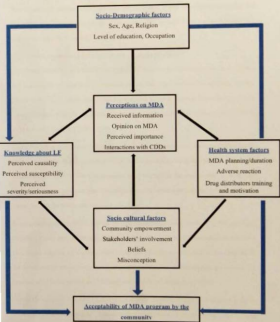 Socio-Demographic factors
Sex, Age, Religion
Level of education, Occupation
Perceptions on MDA
Received information
Opinion on MDA
Perceived importance
Interactions with CDDs
Knowledge about LF
Perceived causality
Perceived susceptibility
Perceived
severity/seriousness
Health system factors
MDA planning/duration
Adverse reaction
Drug distributors training
and motivation
Socio cultural factors
Community empowerment
Stakeholders' involvement
Beliefs
Misconception
Acceptability of MDA program by the
community